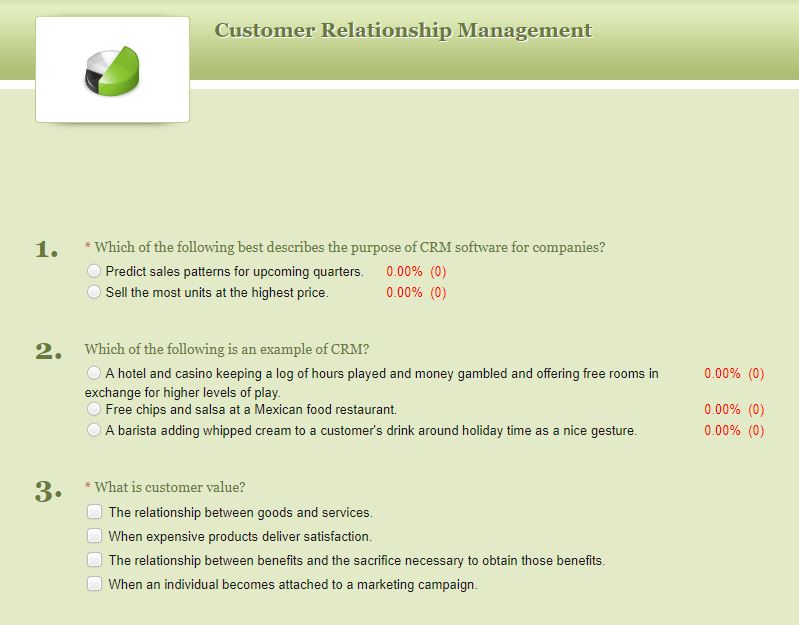 Customer Relationship Management
1. * Which of the following best describes the purpose of CRM software for companies?
Predict sales patterns for upcoming quarters. 0.00% (0)
Sell the most units at the highest price. 0.00% (0)
2. Which of the following is an example of CRM?
A hotel and casino keeping a log of hours played and money gambled and offering free rooms in 0.00% (0)
exchange for higher levels of play.
Free chips and salsa at a Mexican food restaurant. 0.00% (0)
A barista adding whipped cream to a customer's drink around holiday time as a nice gesture. 0.00% (0)
3. * What is customer value?
The relationship between goods and services.
When expensive products deliver satisfaction.
The relationship between benefits and the sacrifice necessary to obtain those benefits.
When an individual becomes attached to a marketing campaign.